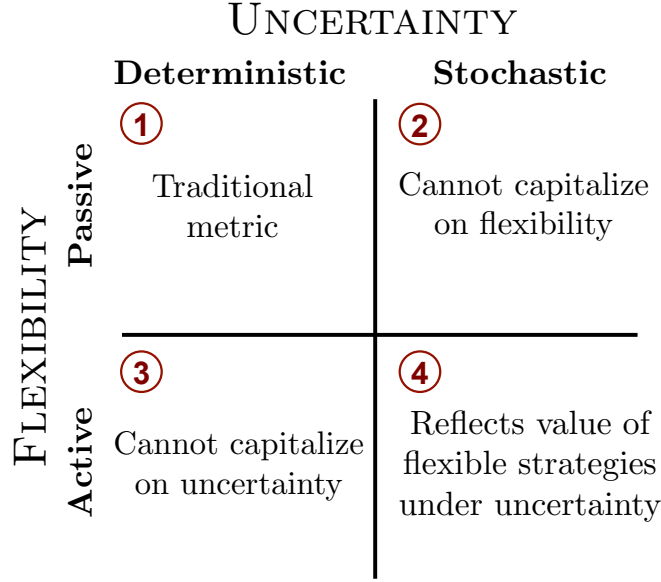 UNCERTAINTY
Deterministic
Stochastic
FLEXIBILITY
Passive
1
Traditional
metric
2
Cannot capitalize
on flexibility
Active
3
Cannot capitalize
on uncertainty
4
Reflects value of
flexible strategies
under uncertainty